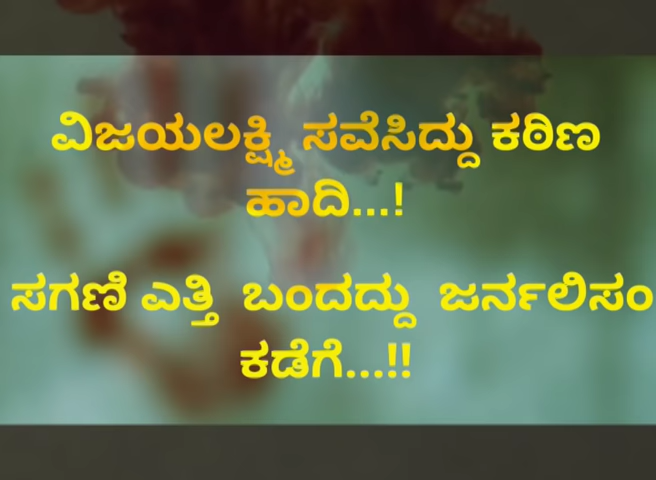 ವಿಜಯಲಕ್ಷ್ಮಿ ಸವೆಸಿದ್ದು ಕಠಿಣ
ಹಾದಿ...!
ಸಗಣಿ ಎತ್ತಿ ಬಂದದ್ದು ಜರ್ನಲಿಸಂ
ಕಡೆಗೆ...!!